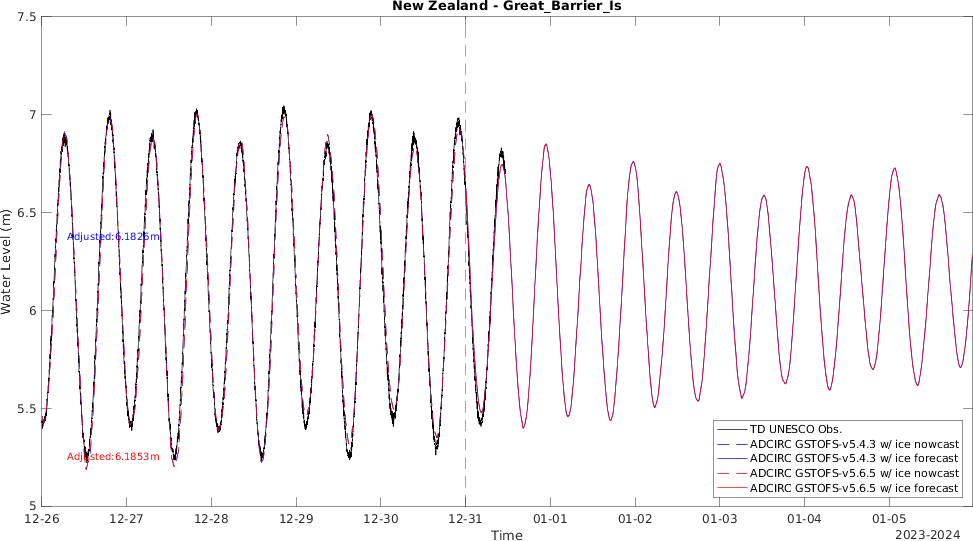 New Zealand - Great_Barrier_Is
7.5
7
6.5
6
5.5
5
Water Level (m)
Adjusted:6.1825m
Adjusted:6.1853m
TD UNESCO Obs.
ADCIRC GSTOFS-v5.4.3 w/ ice nowcast
ADCIRC GSTOFS-v5.4.3 w/ ice forecast
ADCIRC GSTOFS-v5.6.5 w/ ice nowcast
ADCIRC GSTOFS-v5.6.5 w/ ice forecast
12-26 12-27 12-28 12-29 12-30 12-31 01-01 01-02 01-03 01-04 01-05
Time
2023-2024